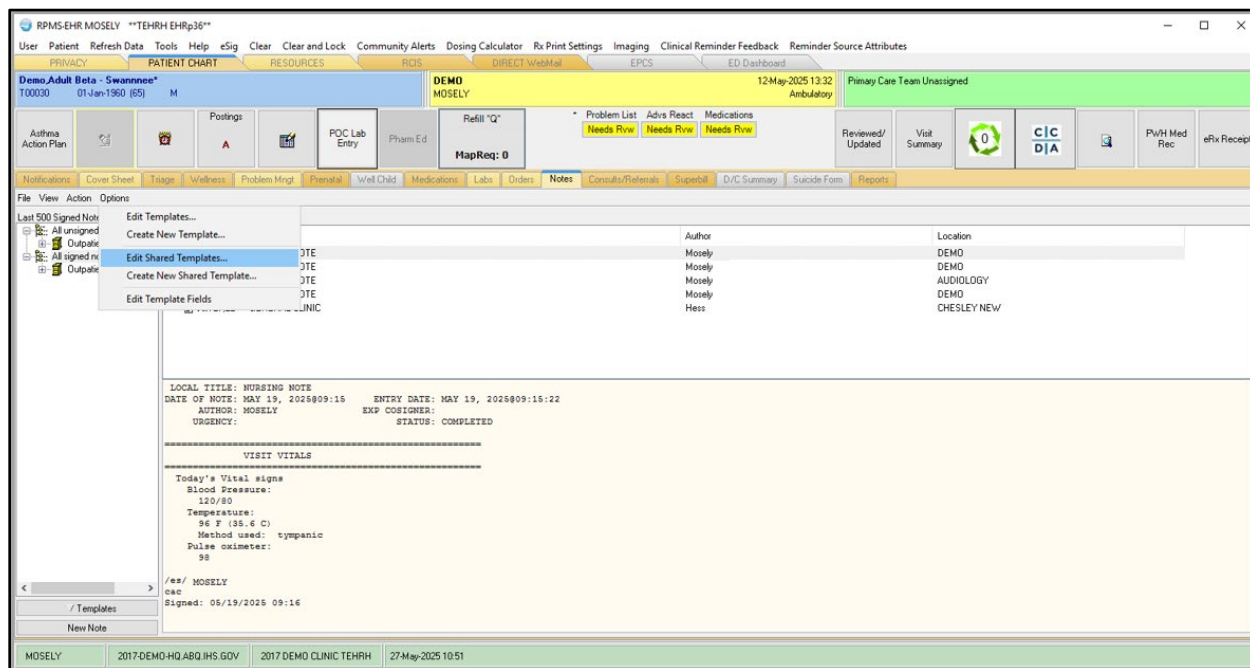 RPMS-EHR MOSELY **TEHRH EHRp36**
User Patient Refresh Data Tools Help eSig Clear Clear and Lock Community Alerts Dosing Calculator Rx Print Settings Imaging Clinical Reminder Feedback Reminder Source Attributes
PRIVACY PATIENT CHART RESOURCES RCIS DIRECT WebMail EPCS ED Dashboard
Demo,Adult Beta - Swannnee* DEMO 12-May-2025 13:32 Primary Care Team Unassigned
T00030 01-Jan-1960 (65) M MOSELY Ambulatory
Postings Refill "Q" * Problem List Advs React Medications
Asthma Action Plan A POC Lab Entry Pharm Ed Needs Rvw Needs Rvw Needs Rvw Reviewed/ Updated Visit Summary 0 C|C D|A PWH Med Rec eRx Receipt
MapReq: 0
Notifications Cover Sheet Triage Wellness Problem Mngt Prenatal Well Child Medications Labs Orders Notes Consults/Referrals Superbill D/C Summary Suicide Form Reports
File View Action Options
Last 500 Signed Note
All unsigned
Outpatie
All signed no
Outpatie
Edit Templates...
Create New Template...
Edit Shared Templates...
Create New Shared Template...
Edit Template Fields
Author Location
OTE Mosely DEMO
OTE Mosely DEMO
OTE Mosely AUDIOLOGY
OTE Mosely DEMO
CLINIC Hess CHESLEY NEW
LOCAL TITLE: NURSING NOTE
DATE OF NOTE: MAY 19, 2025@09:15 ENTRY DATE: MAY 19, 2025@09:15:22
AUTHOR: MOSELY EXP COSIGNER:
URGENCY: STATUS: COMPLETED
VISIT VITALS
Today's Vital signs
Blood Pressure:
120/80
Temperature:
96 F (35.6 C)
Method used: tympanic
Pulse oximeter:
98
/es/ MOSELY
cac
Signed: 05/19/2025 09:16
/ Templates
New Note
MOSELY 2017-DEMO-HQ.ABQ.IHS.GOV 2017 DEMO CLINIC TEHRH 27-May-2025 10:51